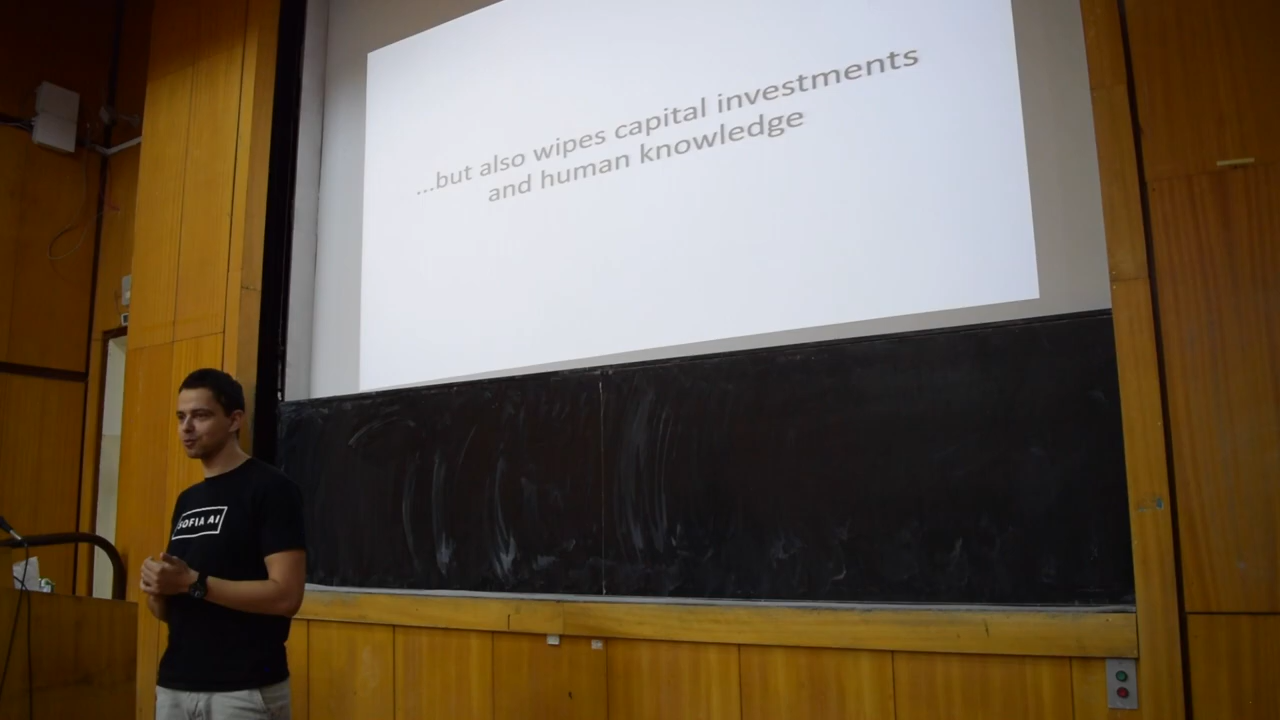 ...but also wipes capital investments
and human knowledge
SOFIA AI